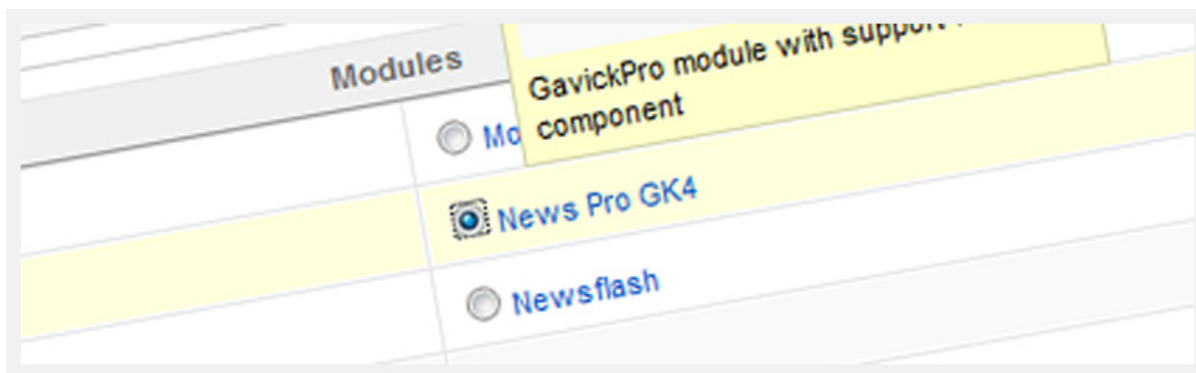 Modules
GavickPro module with support
component
Mo
News Pro GK4
Newsflash